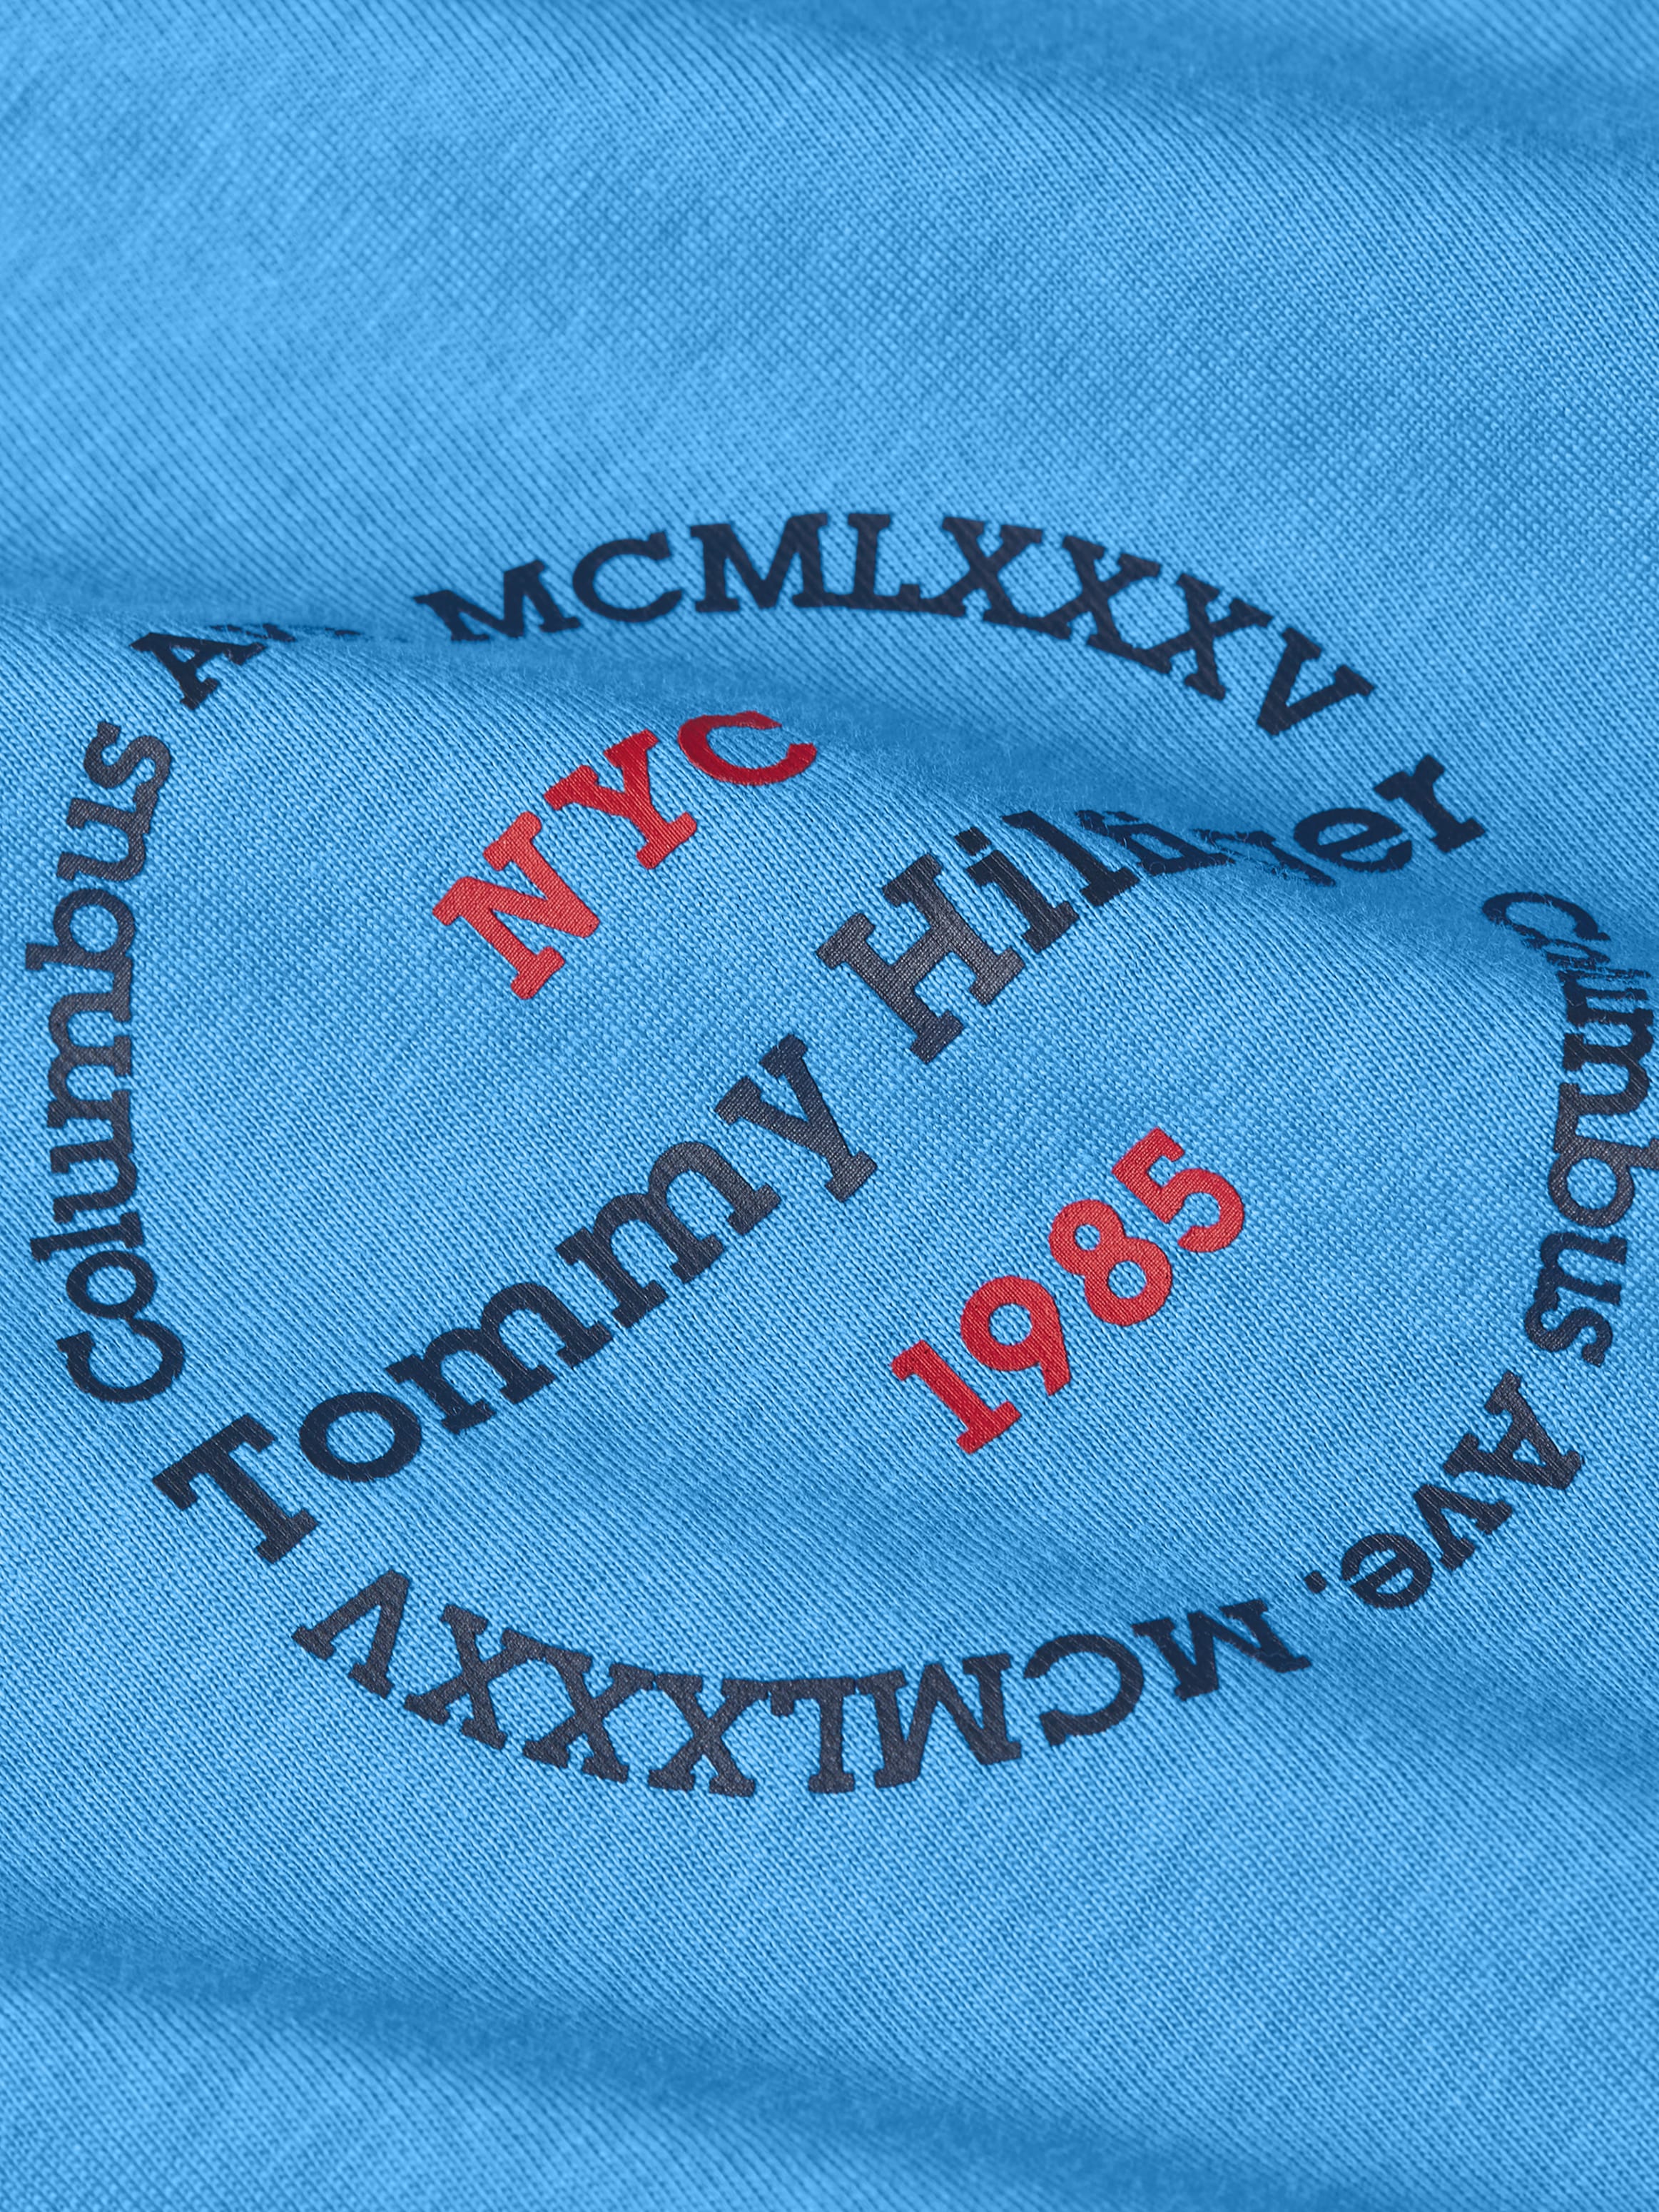 Columbus Ave. MCMLXXXV
NYC
Tommy Hilfiger
1985
Columbus Ave. MCMLXXXV